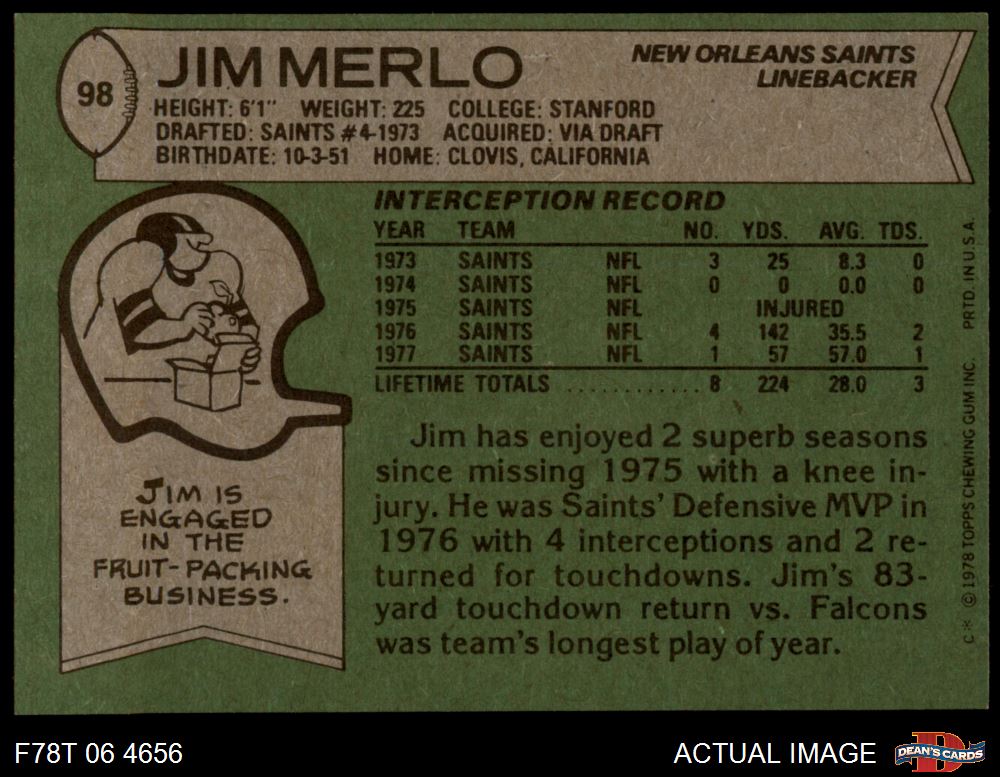 98
JIM MERLO
NEW ORLEANS SAINTS
LINEBACKER
HEIGHT: 6'1" WEIGHT: 225 COLLEGE: STANFORD
DRAFTED: SAINTS #4-1973 ACQUIRED: VIA DRAFT
BIRTHDATE: 10-3-51 HOME: CLOVIS, CALIFORNIA
INTERCEPTION RECORD
YEAR TEAM NO. YDS. AVG. TDS.
1973 SAINTS NFL 3 25 8.3 0
1974 SAINTS NFL 0 0 0.0 0
1975 SAINTS NFL INJURED
1976 SAINTS NFL 4 142 35.5 2
1977 SAINTS NFL 1 57 57.0 1
LIFETIME TOTALS ........... 8 224 28.0 3
Jim has enjoyed 2 superb seasons
since missing 1975 with a knee in-
jury. He was Saints' Defensive MVP in
1976 with 4 interceptions and 2 re-
turned for touchdowns. Jim's 83-
yard touchdown return vs. Falcons
was team's longest play of year.
JIM IS
ENGAGED
IN THE
FRUIT-PACKING
BUSINESS.
C* © 1978 TOPPS CHEWING GUM INC. PRTD. IN U.S.A.
F78T 06 4656
ACTUAL IMAGE
D
DEAN'S CARDS